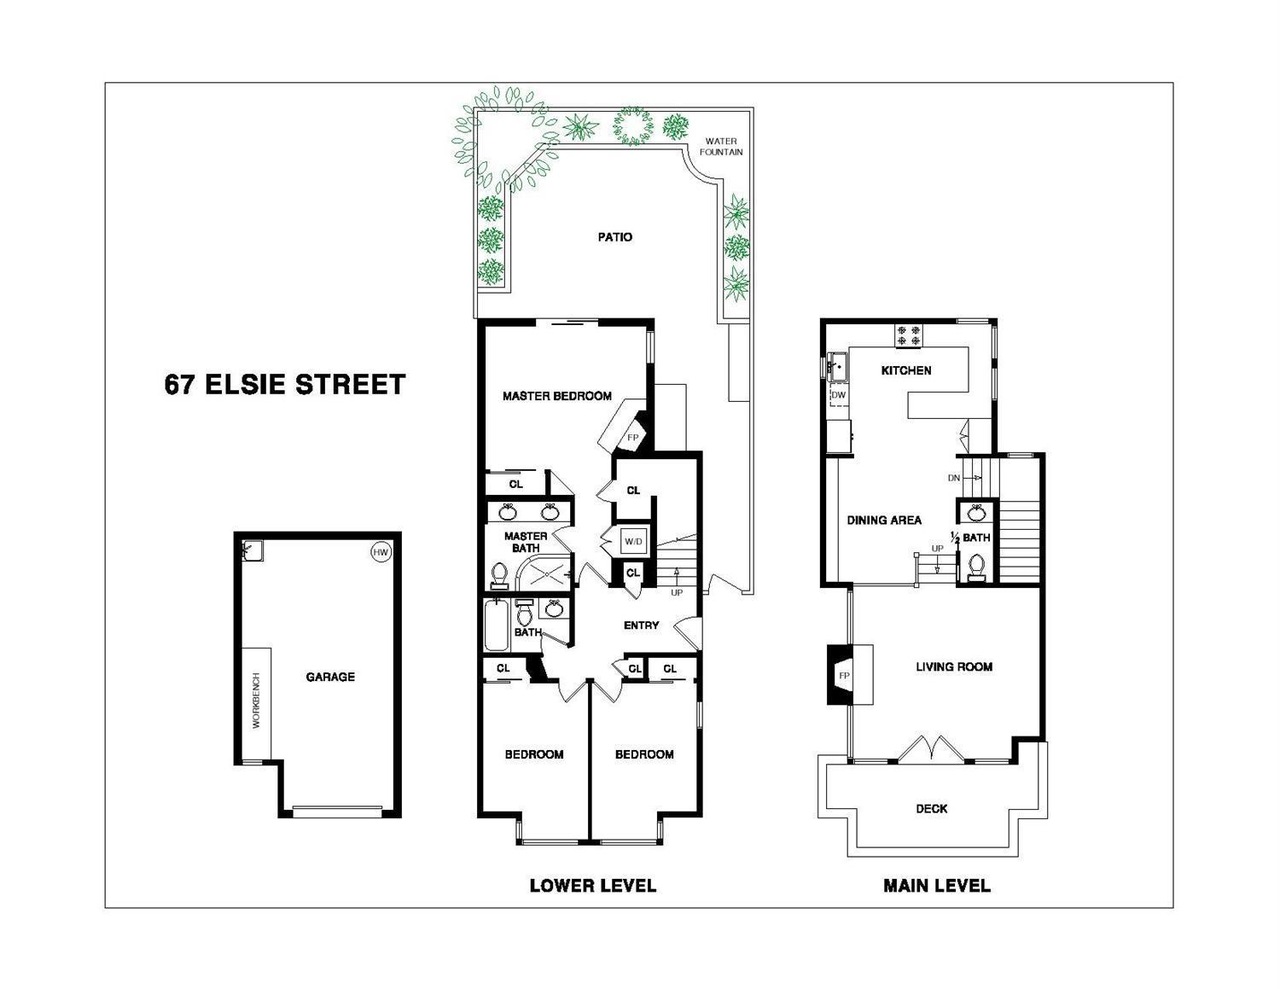 67 ELSIE STREET
HW
WORKBENCH
GARAGE
WATER
FOUNTAIN
PATIO
MASTER BEDROOM
FP
CL
CL
MASTER
BATH
W/D
CL
UP
BATH
ENTRY
CL
CL
CL
BEDROOM
BEDROOM
LOWER LEVEL
KITCHEN
DW
DN
DINING AREA
½
BATH
UP
LIVING ROOM
FP
DECK
MAIN LEVEL